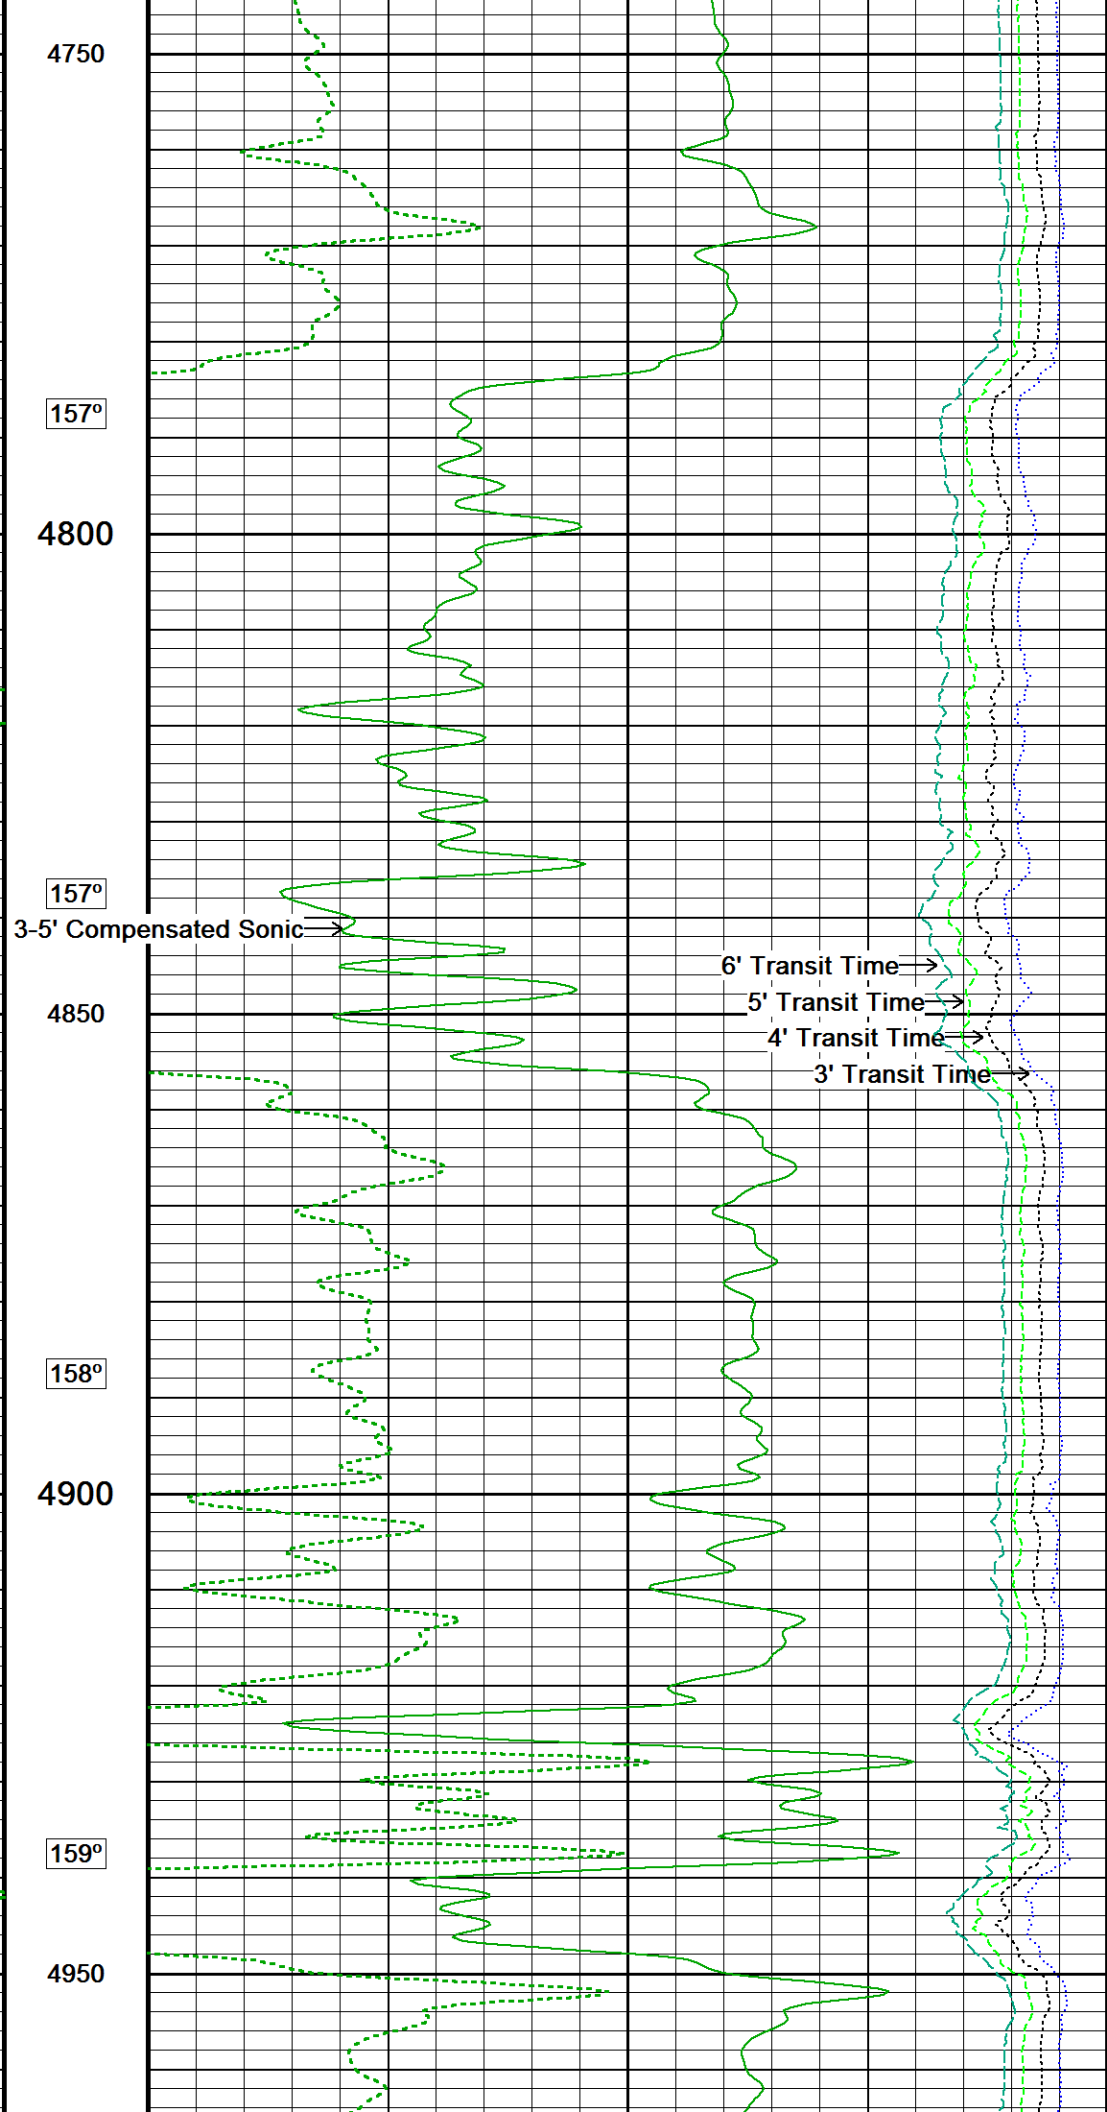 4750
157º
4800
157º
3-5' Compensated Sonic
6' Transit Time
5' Transit Time
4850
4' Transit Time
3' Transit Time
158º
4900
159º
4950